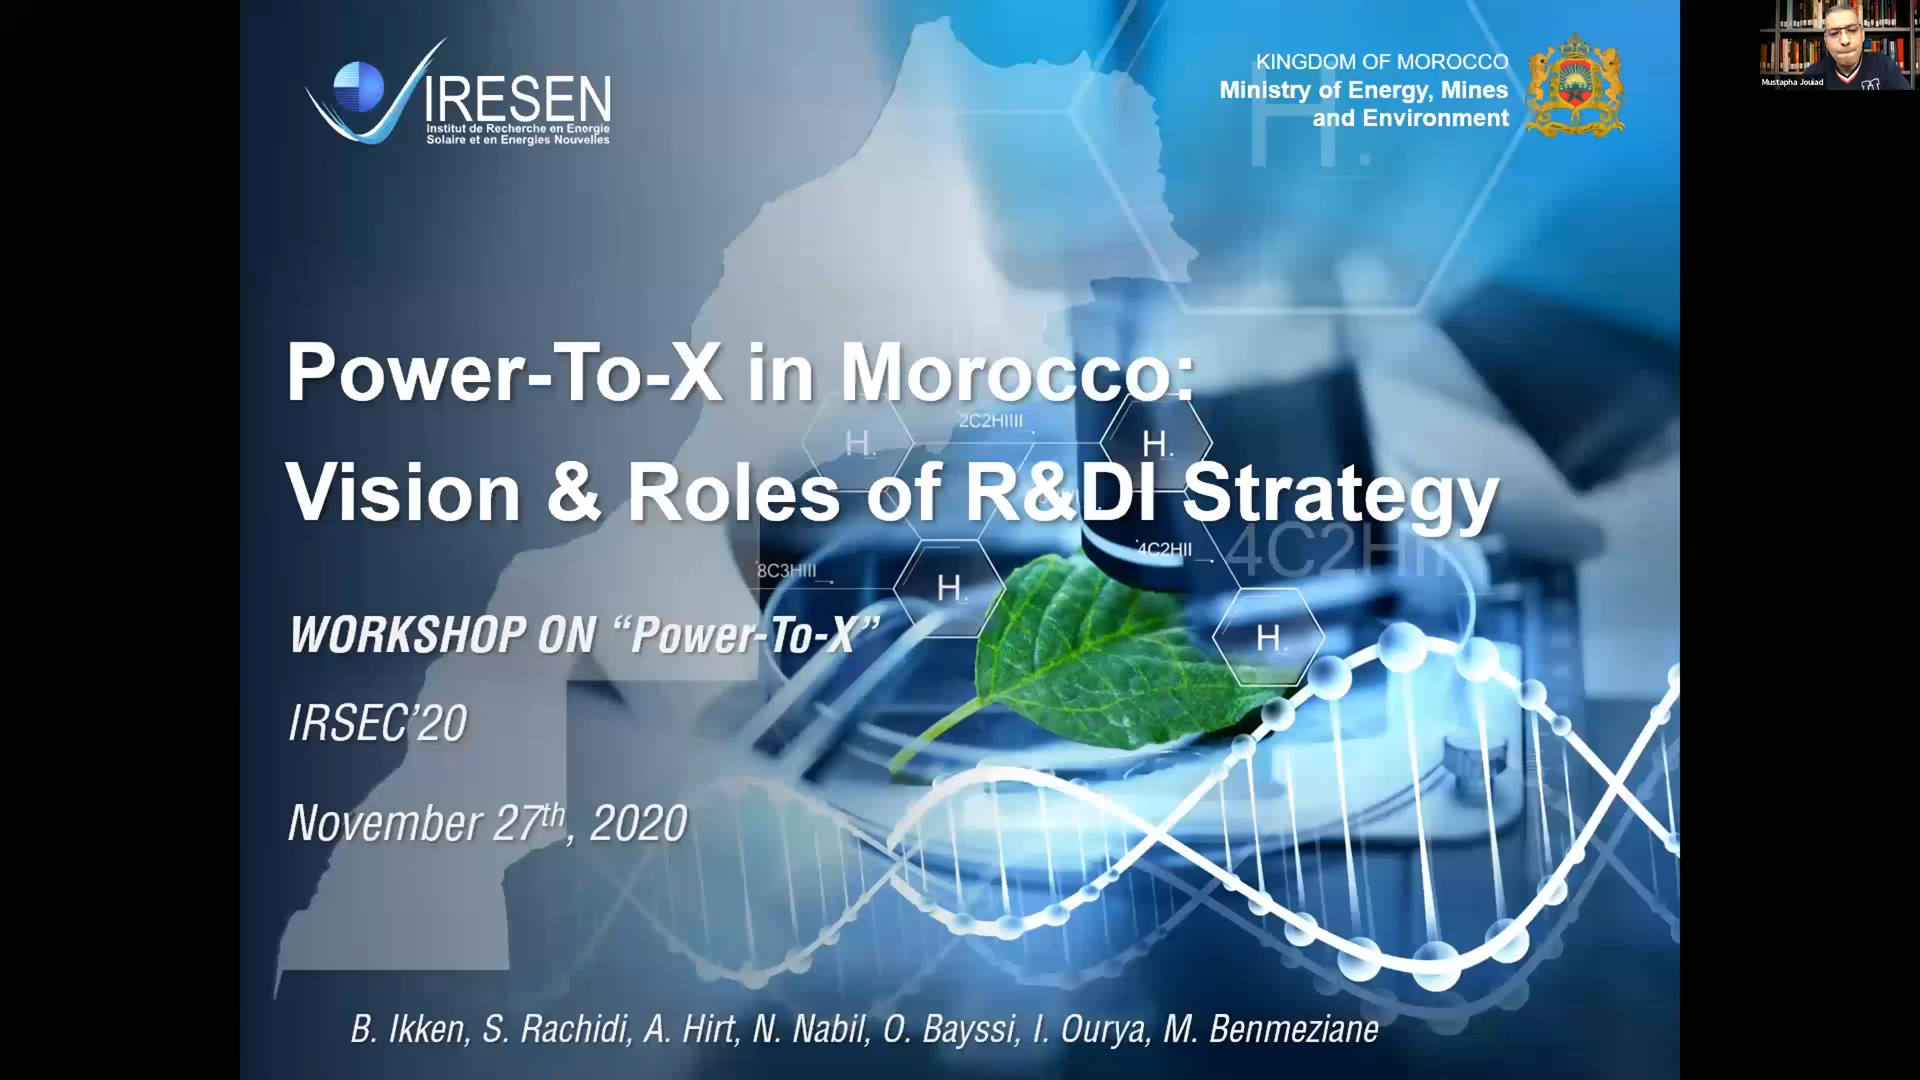 IRESEN
Institut de Recherche en Energie
Solaire et en Energies Nouvelles
KINGDOM OF MOROCCO
Ministry of Energy, Mines
and Environment
Mustapha Jouiad
H.
Power-To-X in Morocco:
2C2HIIII
H.
H.
Vision & Roles of R&DI Strategy
4C2HII
4C2HII
8C3HIII
H.
H.
WORKSHOP ON “Power-To-X”
IRSEC’20
November 27th, 2020
B. Ikken, S. Rachidi, A. Hirt, N. Nabil, O. Bayssi, I. Ourya, M. Benmeziane